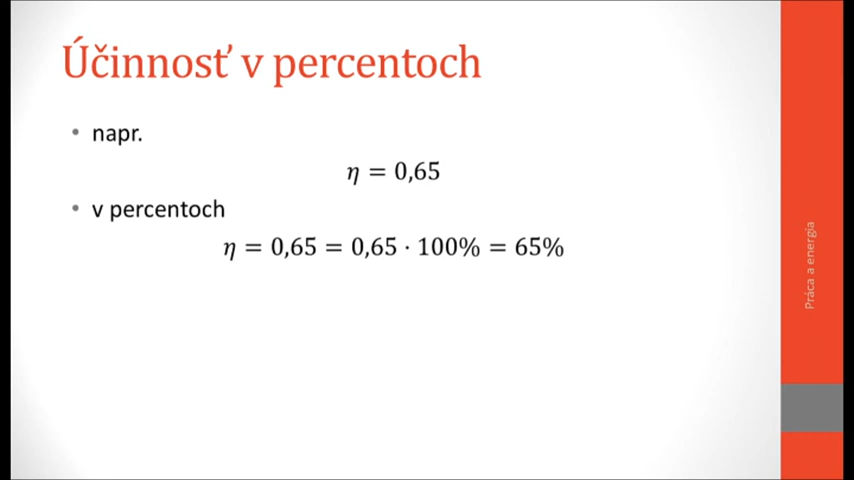 Účinnosť v percentoch
• napr.
η = 0,65
• v percentoch
η = 0,65 = 0,65 · 100% = 65%
Práca a energia